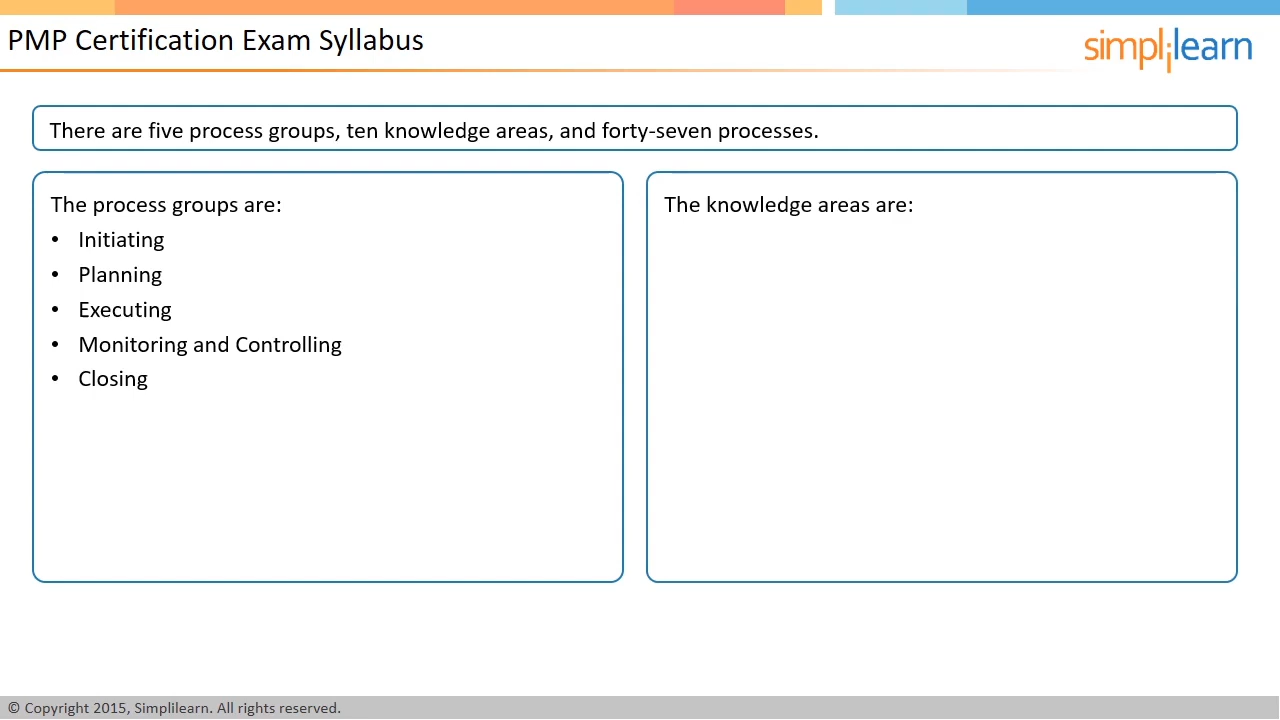 PMP Certification Exam Syllabus
simplilearn
There are five process groups, ten knowledge areas, and forty-seven processes.
The process groups are:
• Initiating
• Planning
• Executing
• Monitoring and Controlling
• Closing
The knowledge areas are:
© Copyright 2015, Simplilearn. All rights reserved.